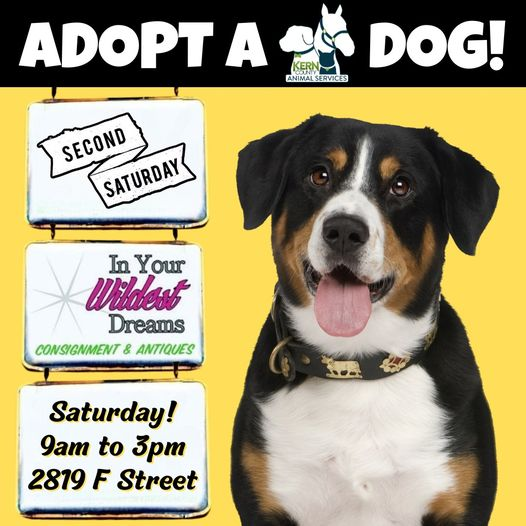 ADOPT A DOG!
KERN
COUNTY
ANIMAL SERVICES
SECOND
SATURDAY
In Your
Wildest
Dreams
CONSIGNMENT & ANTIQUES
Saturday!
9am to 3pm
2819 F Street